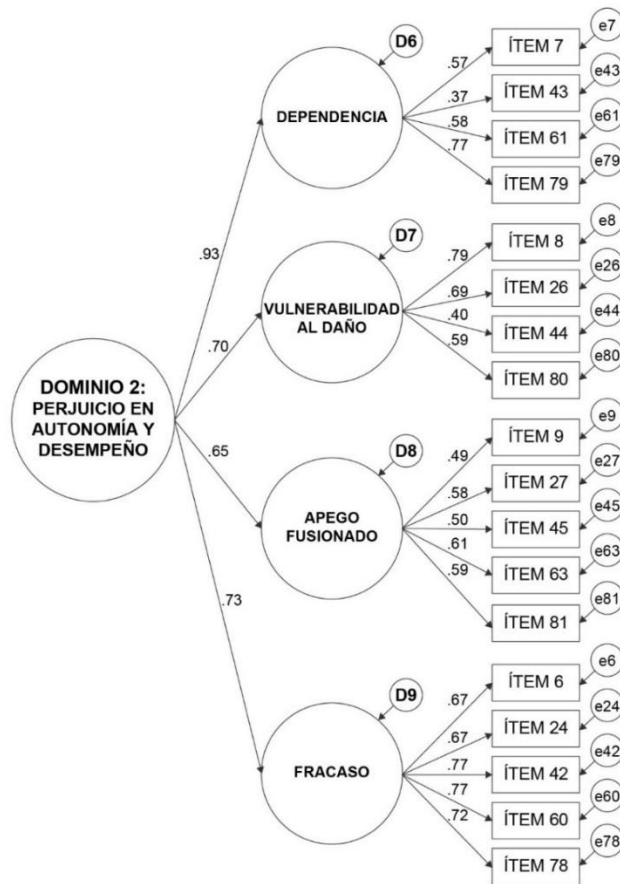 D6
DEPENDENCIA
.57
.37
.58
.77
ÍTEM 7
ÍTEM 43
ÍTEM 61
ÍTEM 79
e7
e43
e61
e79
.93
D7
VULNERABILIDAD
AL DAÑO
.79
.69
.40
.59
ÍTEM 8
ÍTEM 26
ÍTEM 44
ÍTEM 80
e8
e26
e44
e80
.70
DOMINIO 2:
PERJUICIO EN
AUTONOMÍA Y
DESEMPEÑO
.65
D8
APEGO
FUSIONADO
.49
.58
.50
.61
.59
ÍTEM 9
ÍTEM 27
ÍTEM 45
ÍTEM 63
ÍTEM 81
e9
e27
e45
e63
e81
.73
D9
FRACASO
.67
.67
.77
.77
.72
ÍTEM 6
ÍTEM 24
ÍTEM 42
ÍTEM 60
ÍTEM 78
e6
e24
e42
e60
e78